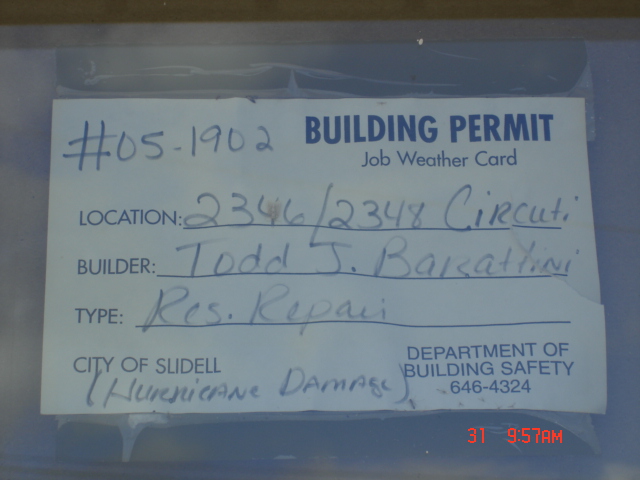 #05-1902 BUILDING PERMIT
Job Weather Card
LOCATION: 2346/2348 Circuti
BUILDER: Todd J. Barattini
TYPE: Res. Repair
CITY OF SLIDELL
(Hurricane Damage)
DEPARTMENT OF
BUILDING SAFETY
646-4324
31 9:57AM